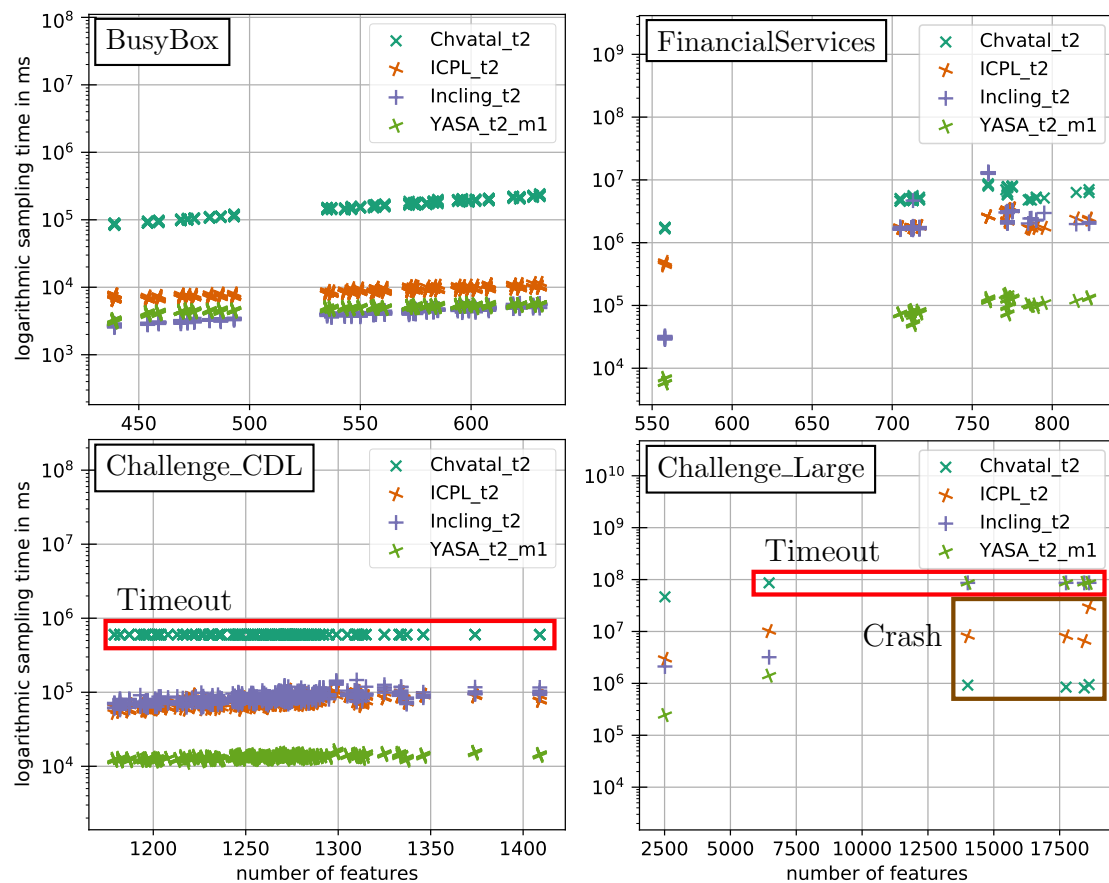 BusyBox
Chvatal_t2
ICPL_t2
Incling_t2
YASA_t2_m1
10^8
10^7
10^6
10^5
10^4
10^3
logarithmic sampling time in ms
450
500
550
600
FinancialServices
Chvatal_t2
ICPL_t2
Incling_t2
YASA_t2_m1
10^9
10^8
10^7
10^6
10^5
10^4
550
600
650
700
750
800
Challenge_CDL
Chvatal_t2
ICPL_t2
Incling_t2
YASA_t2_m1
Timeout
10^8
10^7
10^6
10^5
10^4
logarithmic sampling time in ms
1200
1250
1300
1350
1400
number of features
Challenge_Large
Chvatal_t2
ICPL_t2
Incling_t2
YASA_t2_m1
Timeout
Crash
10^10
10^9
10^8
10^7
10^6
10^5
10^4
2500
5000
7500
10000
12500
15000
17500
number of features